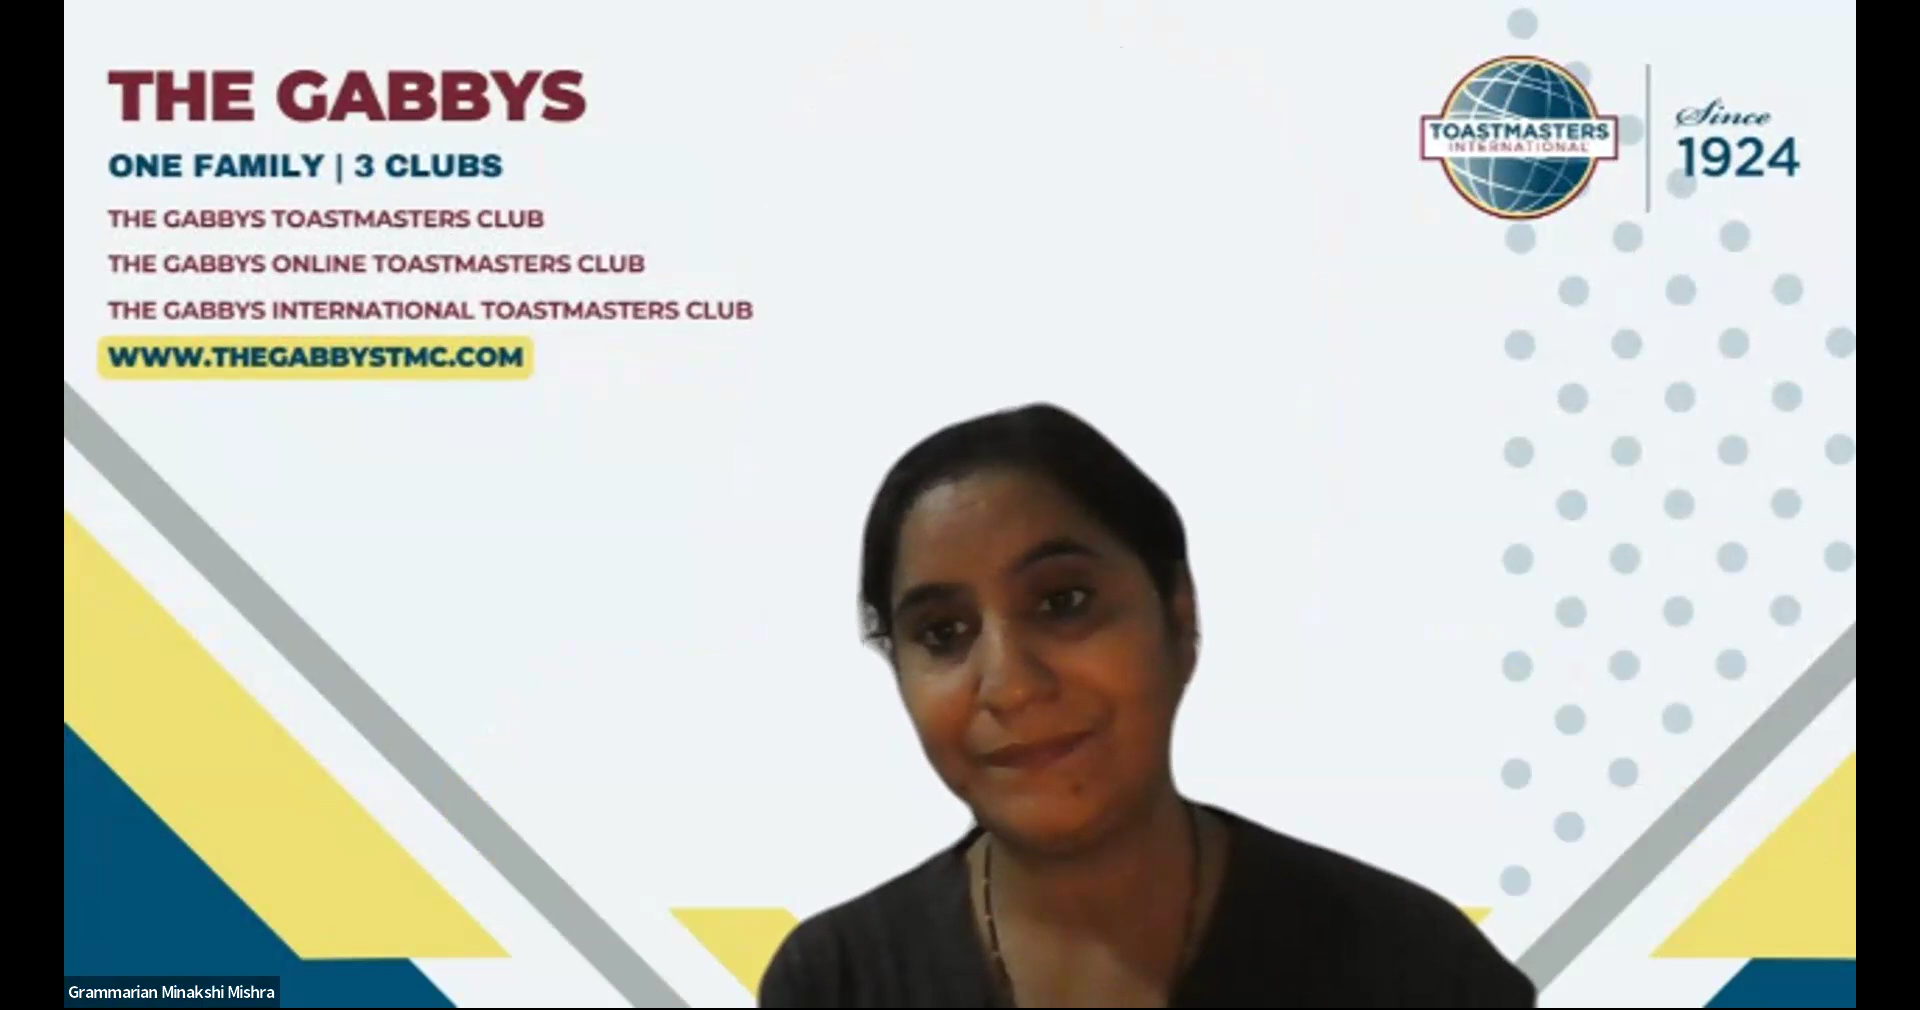 THE GABBYS
ONE FAMILY | 3 CLUBS
THE GABBYS TOASTMASTERS CLUB
THE GABBYS ONLINE TOASTMASTERS CLUB
THE GABBYS INTERNATIONAL TOASTMASTERS CLUB
WWW.THEGABBYSTMC.COM
TOASTMASTERS
INTERNATIONAL
Since
1924
Grammarian Minakshi Mishra